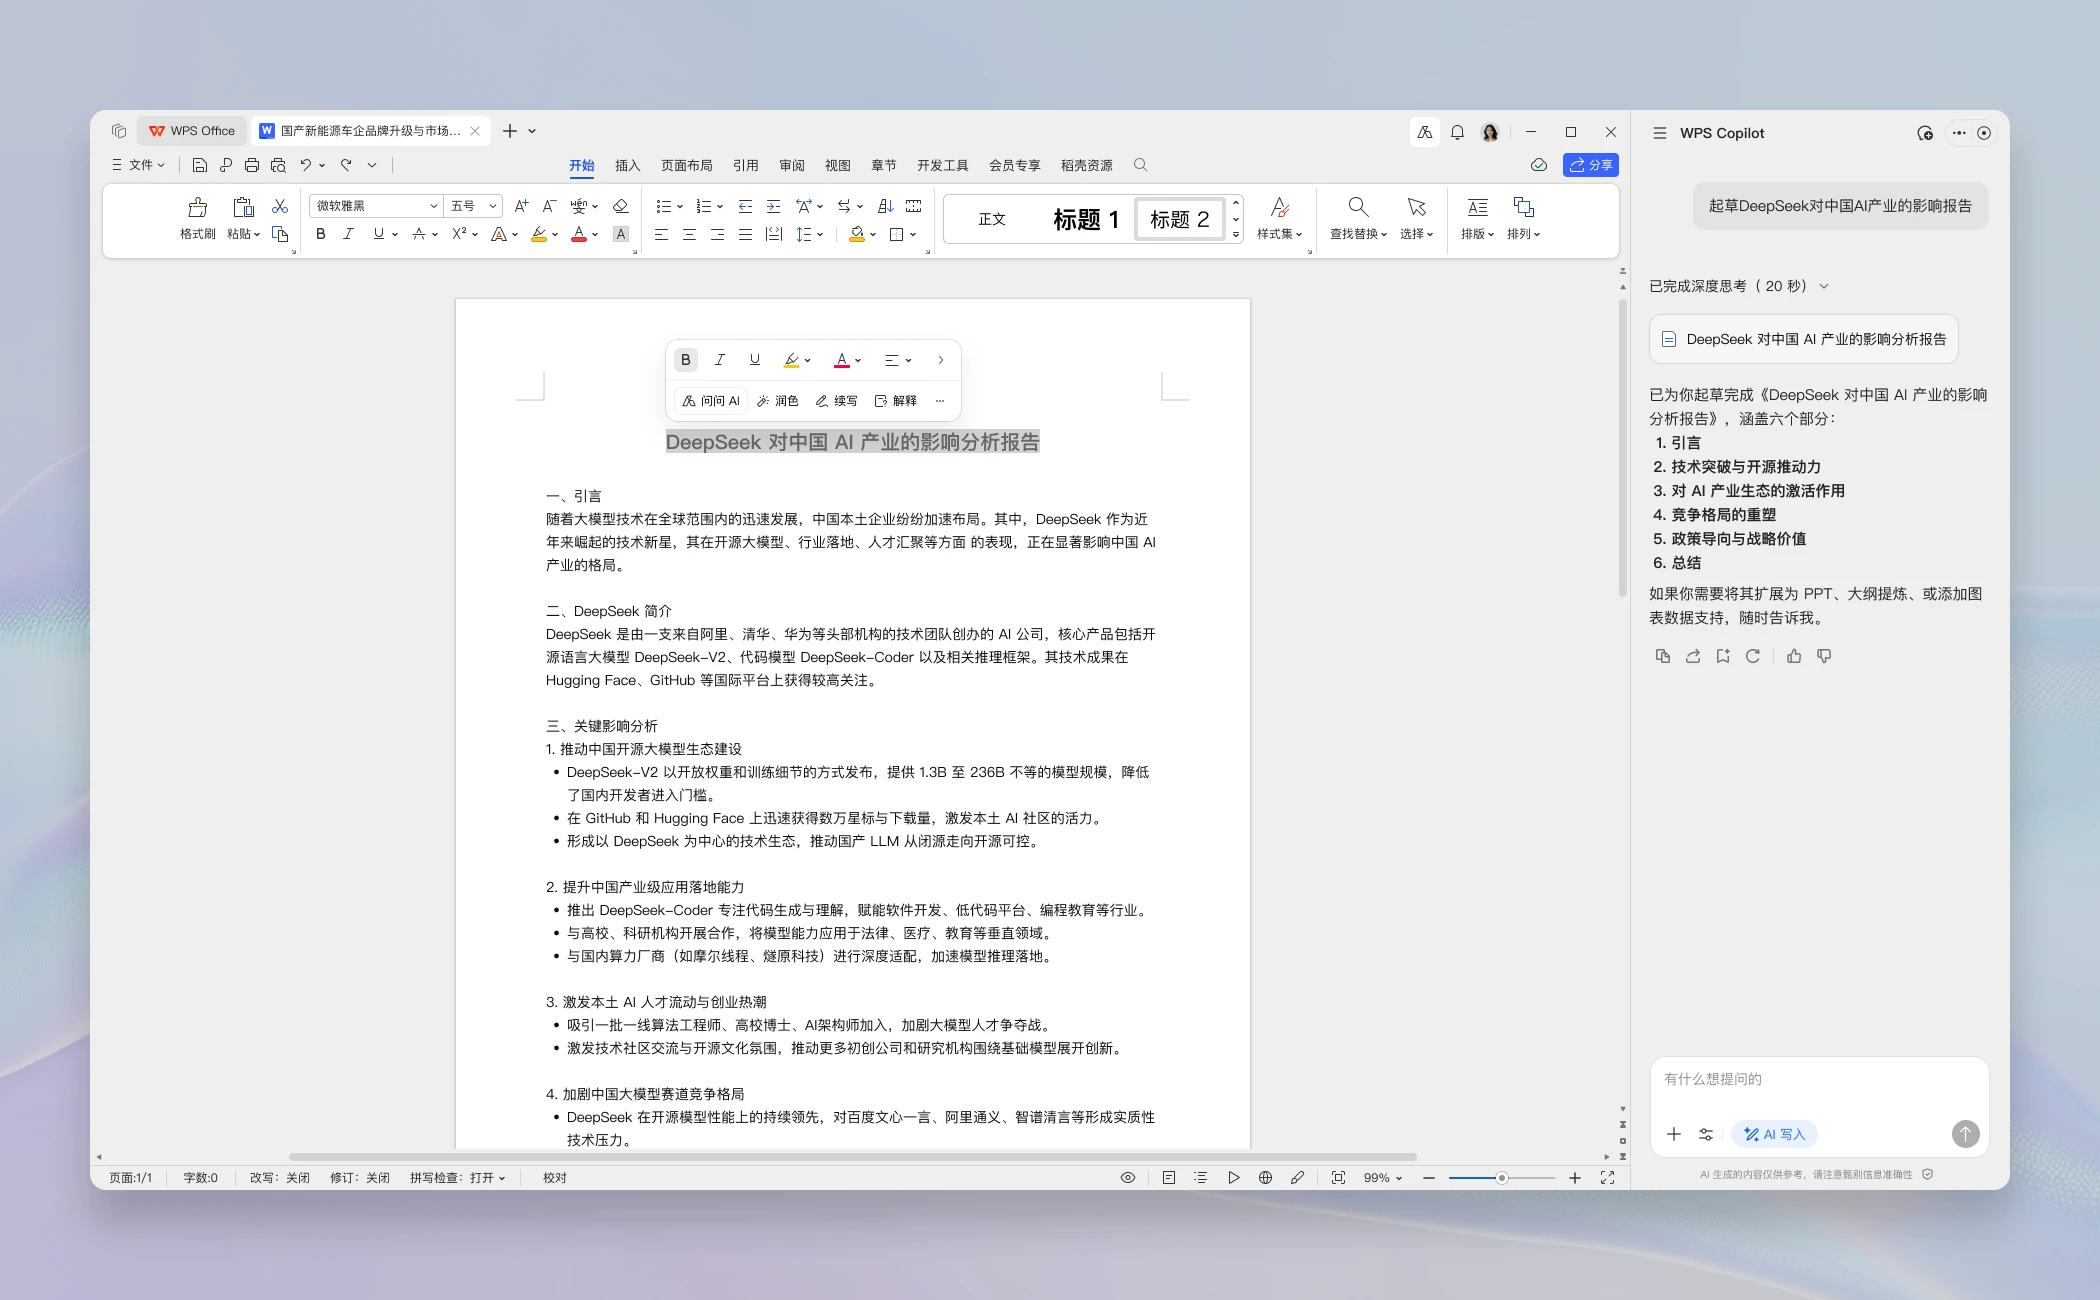 WPS Office
国产新能源车企品牌升级与市场...
文件
开始 插入 页面布局 引用 审阅 视图 章节 开发工具 会员专享 稻壳资源
分享
格式刷 粘贴
微软雅黑 五号
正文 标题 1 标题 2
样式集 查找替换 选择 排版 排列
问问 AI 润色 续写 解释
DeepSeek 对中国 AI 产业的影响分析报告
一、引言
随着大模型技术在全球范围内的迅速发展，中国本土企业纷纷加速布局。其中，DeepSeek 作为近
年来崛起的技术新星，其在开源大模型、行业落地、人才汇聚等方面 的表现，正在显著影响中国 AI
产业的格局。
二、DeepSeek 简介
DeepSeek 是由一支来自阿里、清华、华为等头部机构的技术团队创办的 AI 公司，核心产品包括开
源语言大模型 DeepSeek-V2、代码模型 DeepSeek-Coder 以及相关推理框架。其技术成果在
Hugging Face、GitHub 等国际平台上获得较高关注。
三、关键影响分析
1. 推动中国开源大模型生态建设
• DeepSeek-V2 以开放权重和训练细节的方式发布，提供 1.3B 至 236B 不等的模型规模，降低
了国内开发者进入门槛。
• 在 GitHub 和 Hugging Face 上迅速获得数万星标与下载量，激发本土 AI 社区的活力。
• 形成以 DeepSeek 为中心的技术生态，推动国产 LLM 从闭源走向开源可控。
2. 提升中国产业级应用落地能力
• 推出 DeepSeek-Coder 专注代码生成与理解，赋能软件开发、低代码平台、编程教育等行业。
• 与高校、科研机构开展合作，将模型能力应用于法律、医疗、教育等垂直领域。
• 与国内算力厂商（如摩尔线程、燧原科技）进行深度适配，加速模型推理落地。
3. 激发本土 AI 人才流动与创业热潮
• 吸引一批一线算法工程师、高校博士、AI架构师加入，加剧大模型人才争夺战。
• 激发技术社区交流与开源文化氛围，推动更多初创公司和研究机构围绕基础模型展开创新。
4. 加剧中国大模型赛道竞争格局
• DeepSeek 在开源模型性能上的持续领先，对百度文心一言、阿里通义、智谱清言等形成实质性
技术压力。
页面:1/1 字数:0 改写：关闭 修订：关闭 拼写检查：打开 校对
99%
WPS Copilot
起草DeepSeek对中国AI产业的影响报告
已完成深度思考（ 20 秒）
DeepSeek 对中国 AI 产业的影响分析报告
已为你起草完成《DeepSeek 对中国 AI 产业的影响
分析报告》，涵盖六个部分：
1. 引言
2. 技术突破与开源推动力
3. 对 AI 产业生态的激活作用
4. 竞争格局的重塑
5. 政策导向与战略价值
6. 总结
如果你需要将其扩展为 PPT、大纲提炼、或添加图
表数据支持，随时告诉我。
有什么想提问的
AI 写入
AI 生成的内容仅供参考，请注意甄别信息准确性